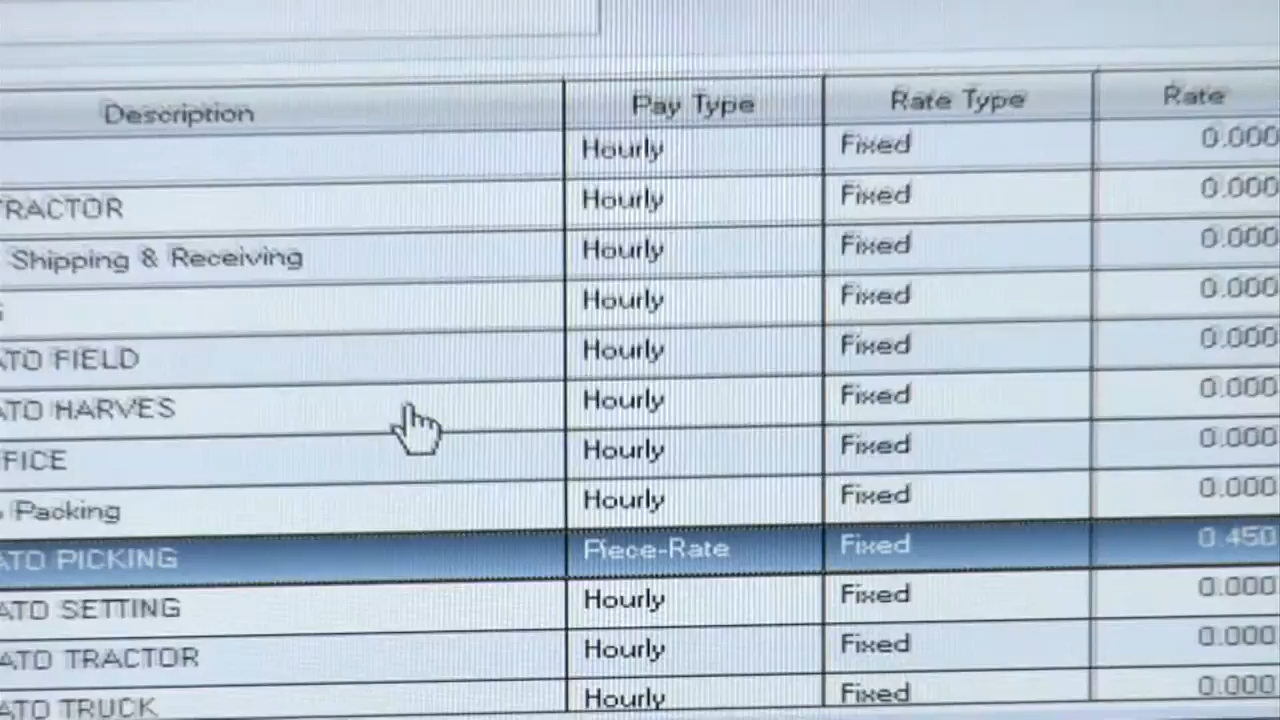 Description Pay Type Rate Type Rate
Hourly Fixed 0.000
RACTOR Hourly Fixed 0.000
Shipping & Receiving Hourly Fixed 0.000
Hourly Fixed 0.000
ATO FIELD Hourly Fixed 0.000
ATO HARVES Hourly Fixed 0.000
FICE Hourly Fixed 0.000
Packing Hourly Fixed 0.000
ATO PICKING Piece-Rate Fixed 0.450
ATO SETTING Hourly Fixed 0.000
ATO TRACTOR Hourly Fixed 0.000
ATO TRUCK Hourly Fixed 0.000